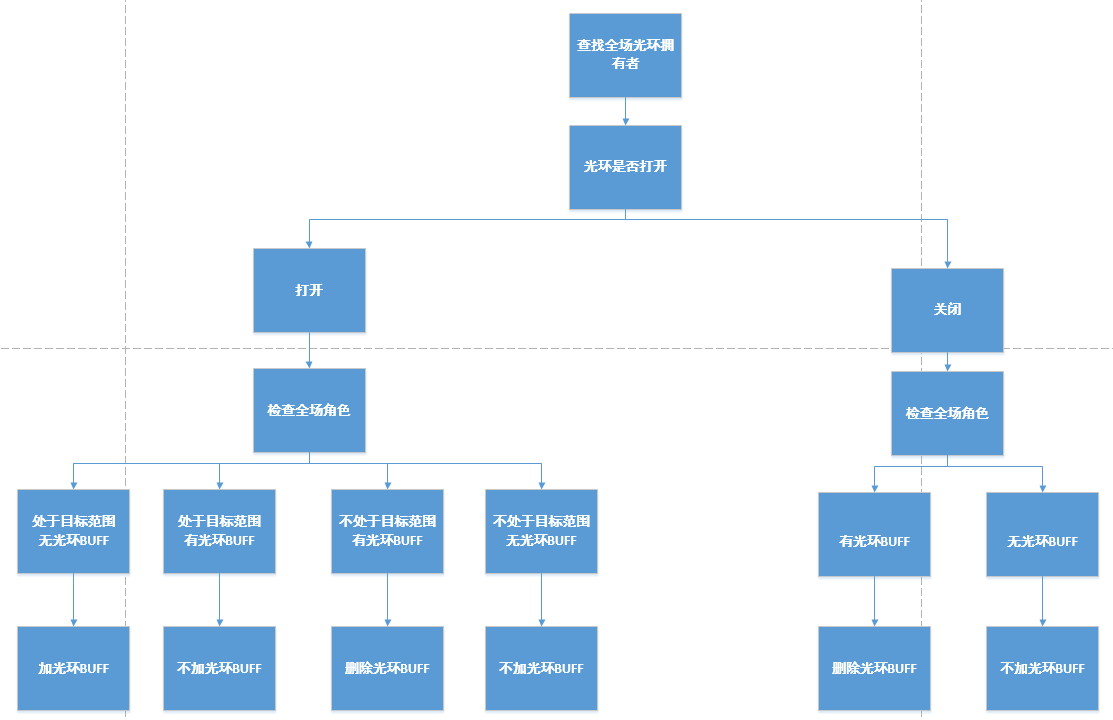 查找全场光环拥
有者
光环是否打开
打开
关闭
检查全场角色
检查全场角色
处于目标范围
无光环BUFF
处于目标范围
有光环BUFF
不处于目标范围
有光环BUFF
不处于目标范围
无光环BUFF
有光环BUFF
无光环BUFF
加光环BUFF
不加光环BUFF
删除光环BUFF
不加光环BUFF
删除光环BUFF
不加光环BUFF